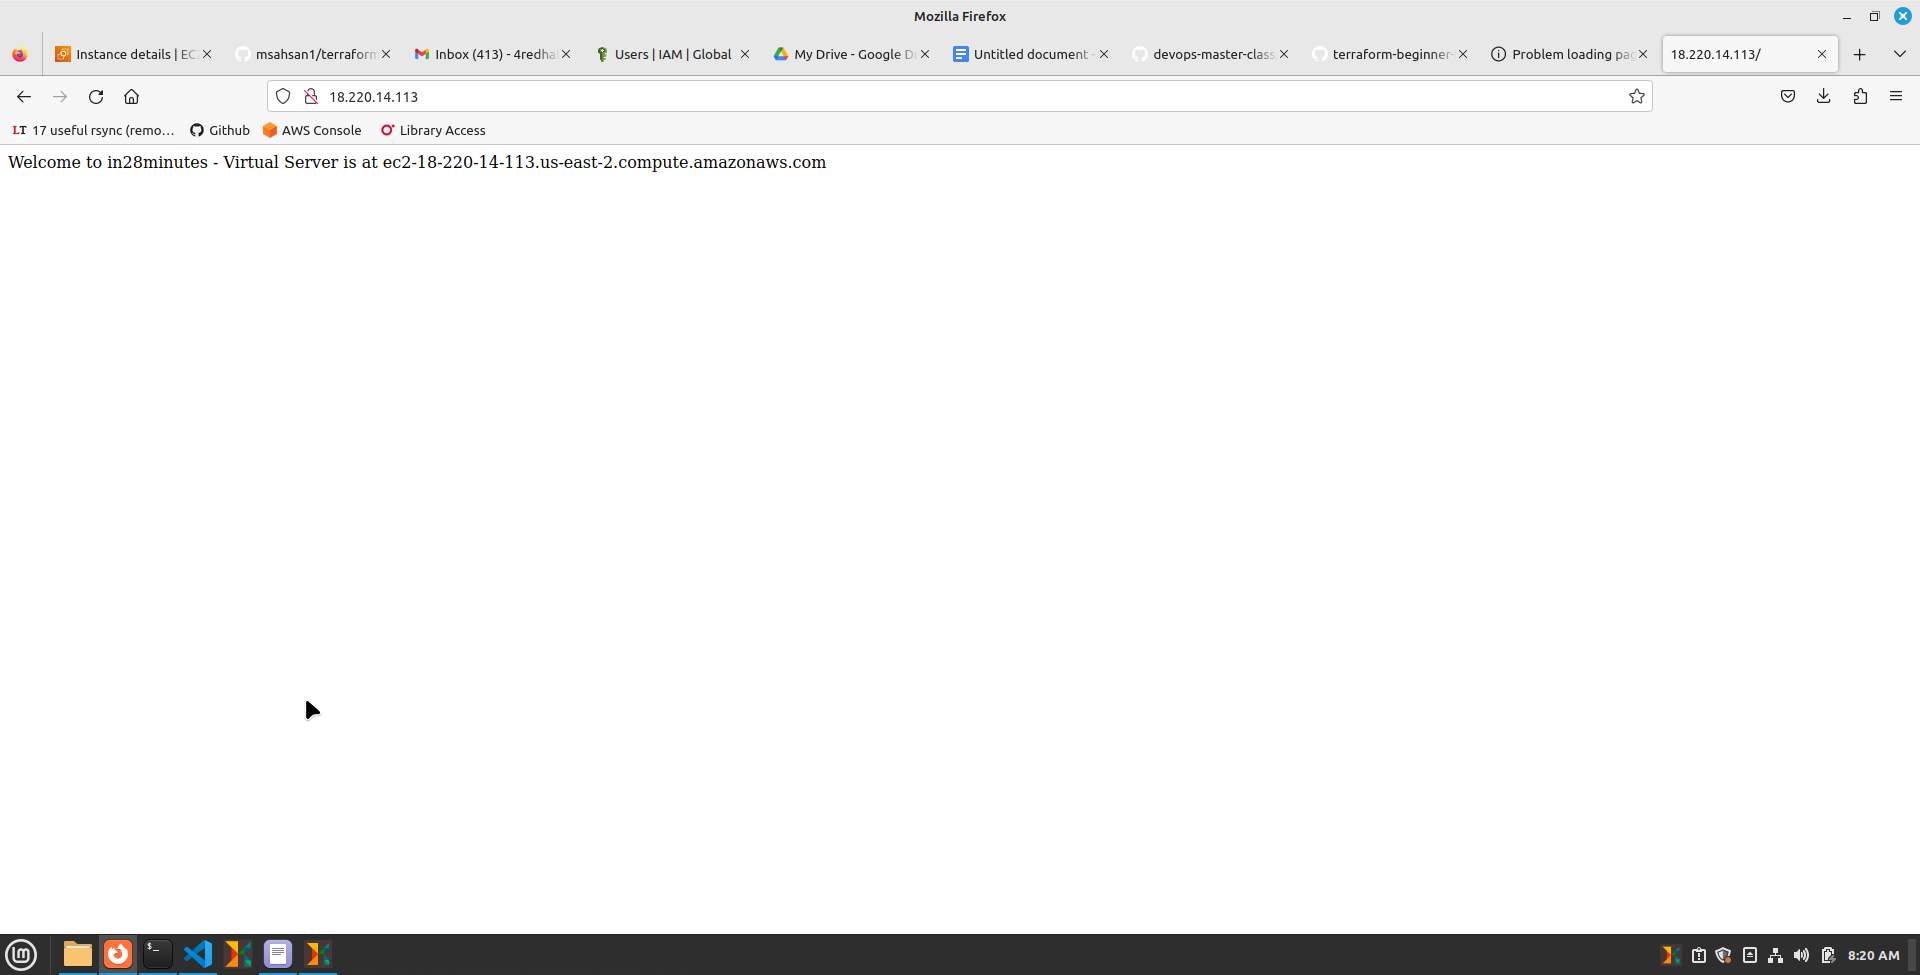 Mozilla Firefox
Instance details | EC
msahsan1/terraform
Inbox (413) - 4redha
Users | IAM | Global
My Drive - Google D
Untitled document -
devops-master-class
terraform-beginner-
Problem loading pag
18.220.14.113/
18.220.14.113
LT 17 useful rsync (remo…
Github
AWS Console
Library Access
Welcome to in28minutes - Virtual Server is at ec2-18-220-14-113.us-east-2.compute.amazonaws.com
8:20 AM